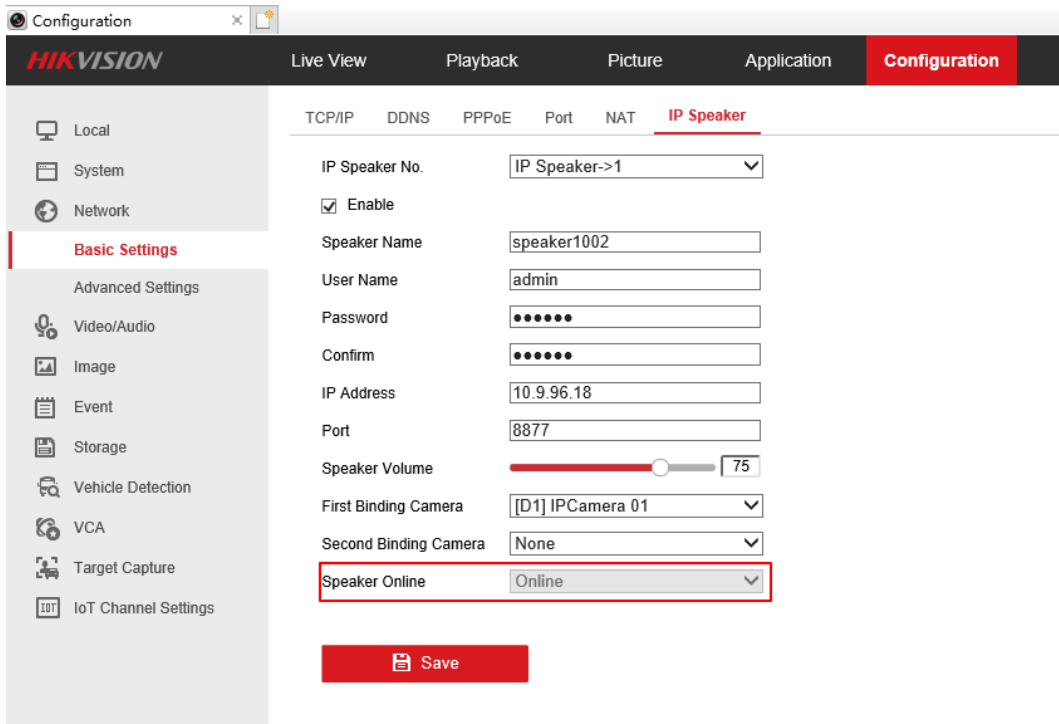 Configuration
HIKVISION Live View Playback Picture Application Configuration
TCP/IP DDNS PPPoE Port NAT IP Speaker
Local
System
Network
Basic Settings
Advanced Settings
Video/Audio
Image
Event
Storage
Vehicle Detection
VCA
Target Capture
IOT IoT Channel Settings
IP Speaker No. IP Speaker->1
Enable
Speaker Name speaker1002
User Name admin
Password ●●●●●●
Confirm ●●●●●●
IP Address 10.9.96.18
Port 8877
Speaker Volume 75
First Binding Camera [D1] IPCamera 01
Second Binding Camera None
Speaker Online Online
Save